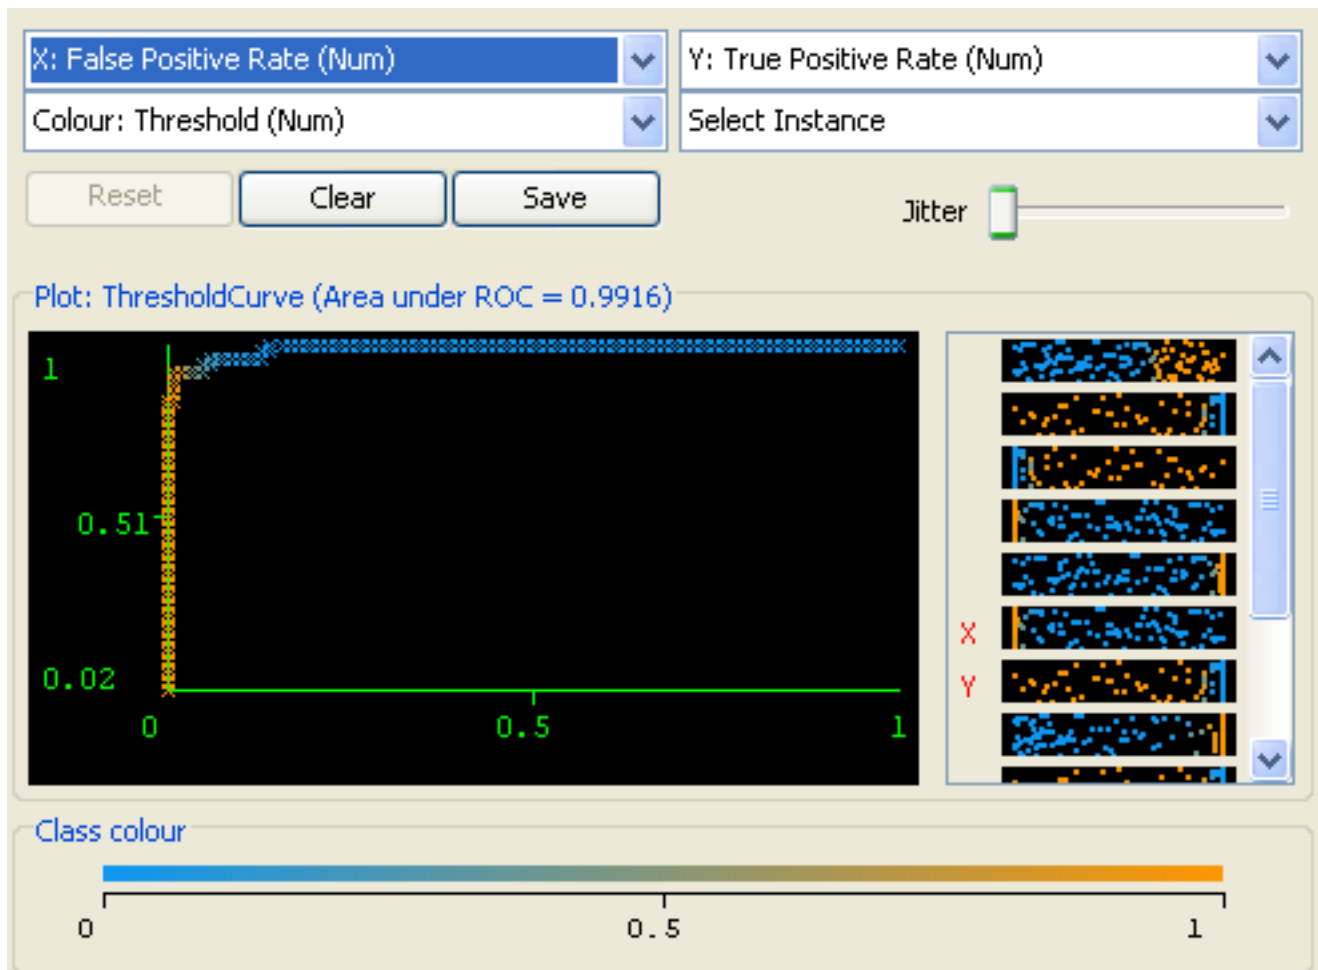 X: False Positive Rate (Num)
Y: True Positive Rate (Num)
Colour: Threshold (Num)
Select Instance
Reset
Clear
Save
Jitter
Plot: ThresholdCurve (Area under ROC = 0.9916)
1
0.51
0.02
0
0.5
1
X
Y
Class colour
0
0.5
1